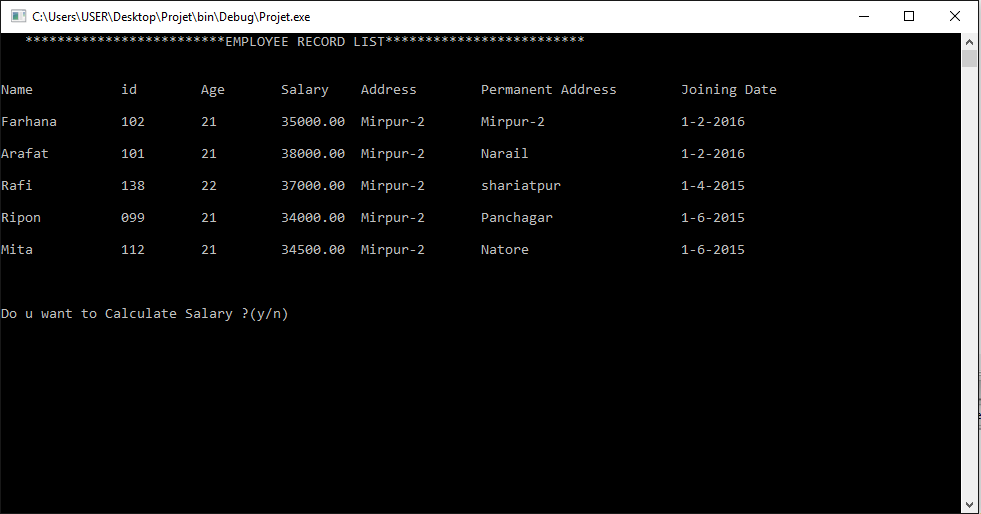 C:\Users\USER\Desktop\Projet\bin\Debug\Projet.exe
*************************EMPLOYEE RECORD LIST*************************
Name id Age Salary Address Permanent Address Joining Date
Farhana 102 21 35000.00 Mirpur-2 Mirpur-2 1-2-2016
Arafat 101 21 38000.00 Mirpur-2 Narail 1-2-2016
Rafi 138 22 37000.00 Mirpur-2 shariatpur 1-4-2015
Ripon 099 21 34000.00 Mirpur-2 Panchagar 1-6-2015
Mita 112 21 34500.00 Mirpur-2 Natore 1-6-2015
Do u want to Calculate Salary ?(y/n)